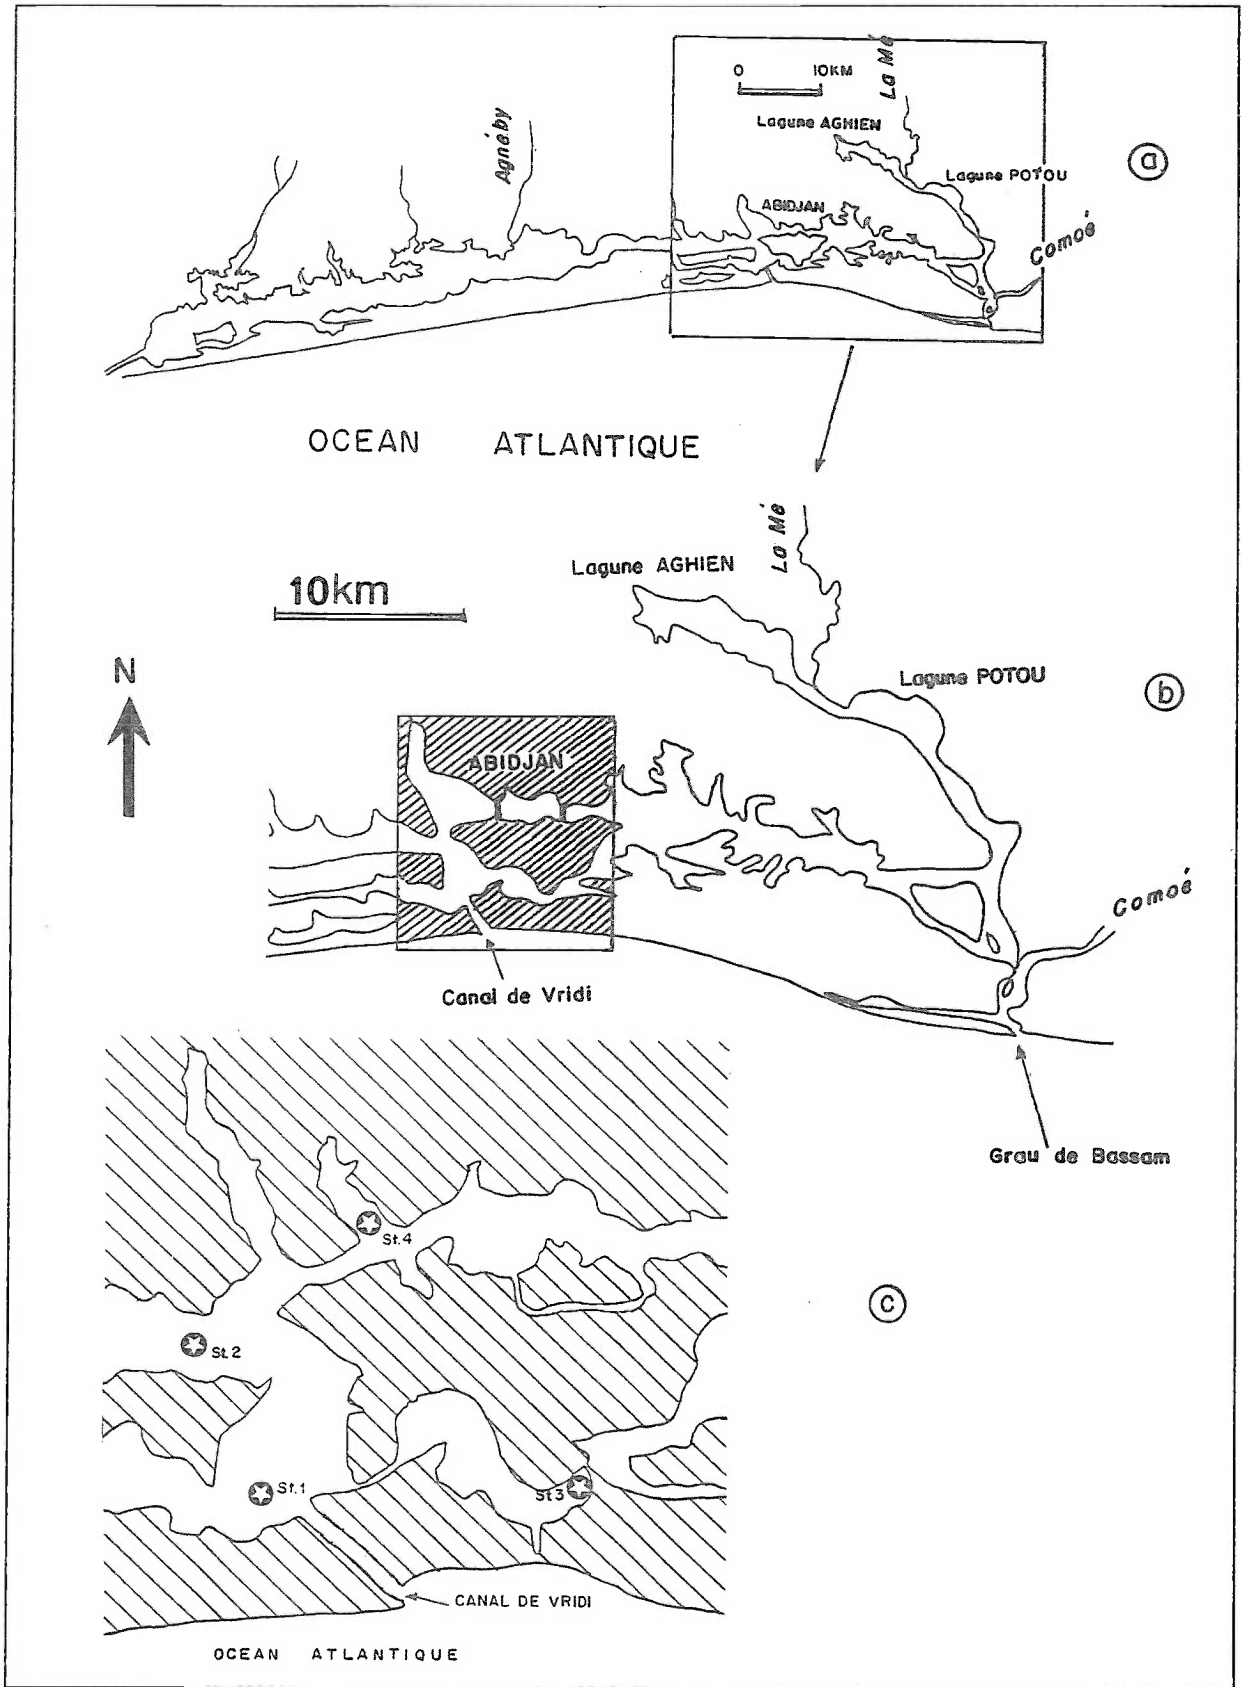 La Mé
0 10KM
Lagune AGHIEN
Agnéby
ⓐ
Lagune POTOU
ABIDJAN
Comoé
OCEAN ATLANTIQUE
La Mé
Lagune AGHIEN
10km
N
Lagune POTOU
ⓑ
ABIDJAN
Comoé
Canal de Vridi
Grau de Bassam
St.4
ⓒ
St.2
St.1
St3
CANAL DE VRIDI
OCEAN ATLANTIQUE